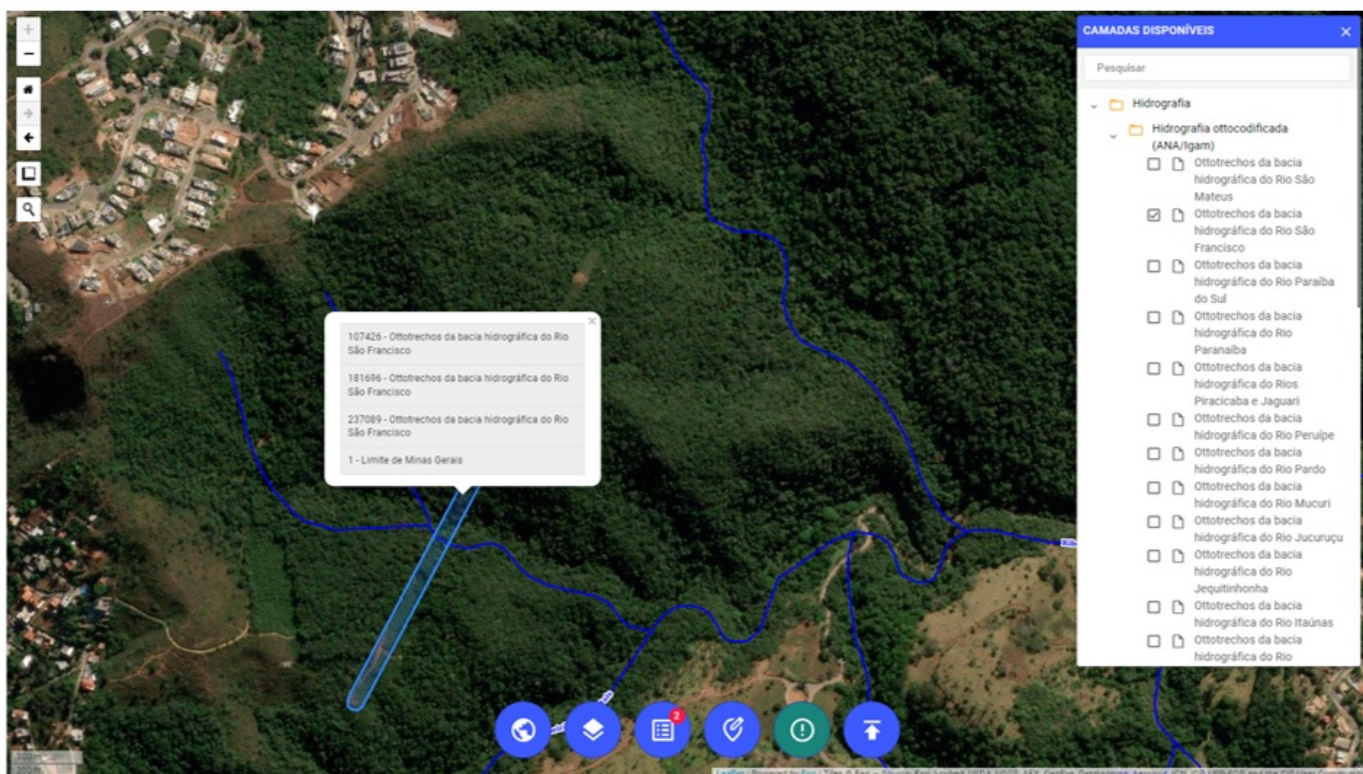 CAMADAS DISPONÍVEIS
Pesquisar
Hidrografia
Hidrografia ottocodificada
(ANA/Igam)
Ottotrechos da bacia
hidrográfica do Rio São
Mateus
Ottotrechos da bacia
hidrográfica do Rio São
Francisco
Ottotrechos da bacia
hidrográfica do Rio Paraíba
do Sul
Ottotrechos da bacia
hidrográfica do Rio
Paranaíba
Ottotrechos da bacia
hidrográfica do Rios
Piracicaba e Jaguari
Ottotrechos da bacia
hidrográfica do Rio Peruípe
Ottotrechos da bacia
hidrográfica do Rio Pardo
Ottotrechos da bacia
hidrográfica do Rio Mucuri
Ottotrechos da bacia
hidrográfica do Rio Jucuruçu
Ottotrechos da bacia
hidrográfica do Rio
Jequitinhonha
Ottotrechos da bacia
hidrográfica do Rio Itaúnas
Ottotrechos da bacia
hidrográfica do Rio
107426 - Ottotrechos da bacia hidrográfica do Rio
São Francisco
181696 - Ottotrechos da bacia hidrográfica do Rio
São Francisco
237089 - Ottotrechos da bacia hidrográfica do Rio
São Francisco
1 - Limite de Minas Gerais
2